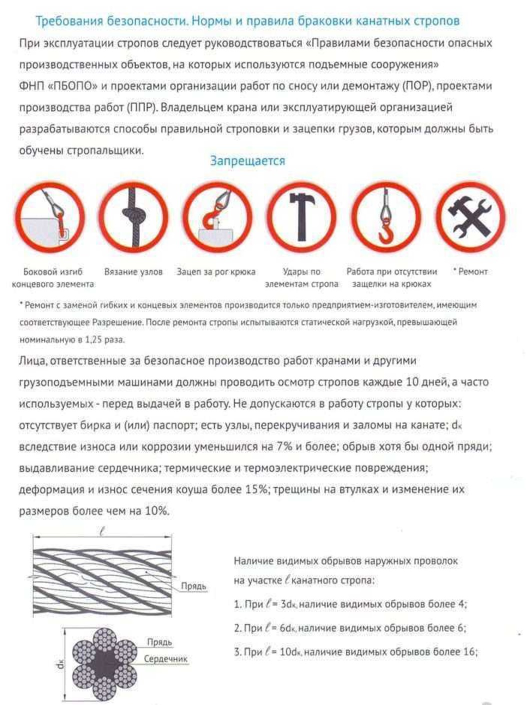 Требования безопасности. Нормы и правила браковки канатных стропов
При эксплуатации стропов следует руководствоваться «Правилами безопасности опасных
производственных объектов, на которых используются подъемные сооружения»
ФНП «ПБОПО» и проектами организации работ по сносу или демонтажу (ПОР), проектами
производства работ (ППР). Владельцем крана или эксплуатирующей организацией
разрабатываются способы правильной строповки и зацепки грузов, которым должны быть
обучены стропальщики.
Запрещается
Боковой изгиб
концевого элемента
Вязание узлов
Зацеп за рог крюка
Удары по
элементам стропа
Работа при отсутствии
защелки на крюках
* Ремонт
* Ремонт с заменой гибких и концевых элементов производится только предприятием-изготовителем, имеющим
соответствующее Разрешение. После ремонта стропы испытываются статической нагрузкой, превышающей
номинальную в 1,25 раза.
Лица, ответственные за безопасное производство работ кранами и другими
грузоподъемными машинами должны проводить осмотр стропов каждые 10 дней, а часто
используемых - перед выдачей в работу. Не допускаются в работу стропы у которых:
отсутствует бирка и (или) паспорт; есть узлы, перекручивания и заломы на канате; dк
вследствие износа или коррозии уменьшился на 7% и более; обрыв хотя бы одной пряди;
выдавливание сердечника; термические и термоэлектрические повреждения;
деформация и износ сечения коуша более 15%; трещины на втулках и изменение их
размеров более чем на 10%.
ℓ
Прядь
Прядь
Сердечник
dк
Наличие видимых обрывов наружных проволок
на участке ℓ канатного стропа:
1. При ℓ = 3dк, наличие видимых обрывов более 4;
2. При ℓ = 6dк, наличие видимых обрывов более 6;
3. При ℓ = 10dк, наличие видимых обрывов более 16;